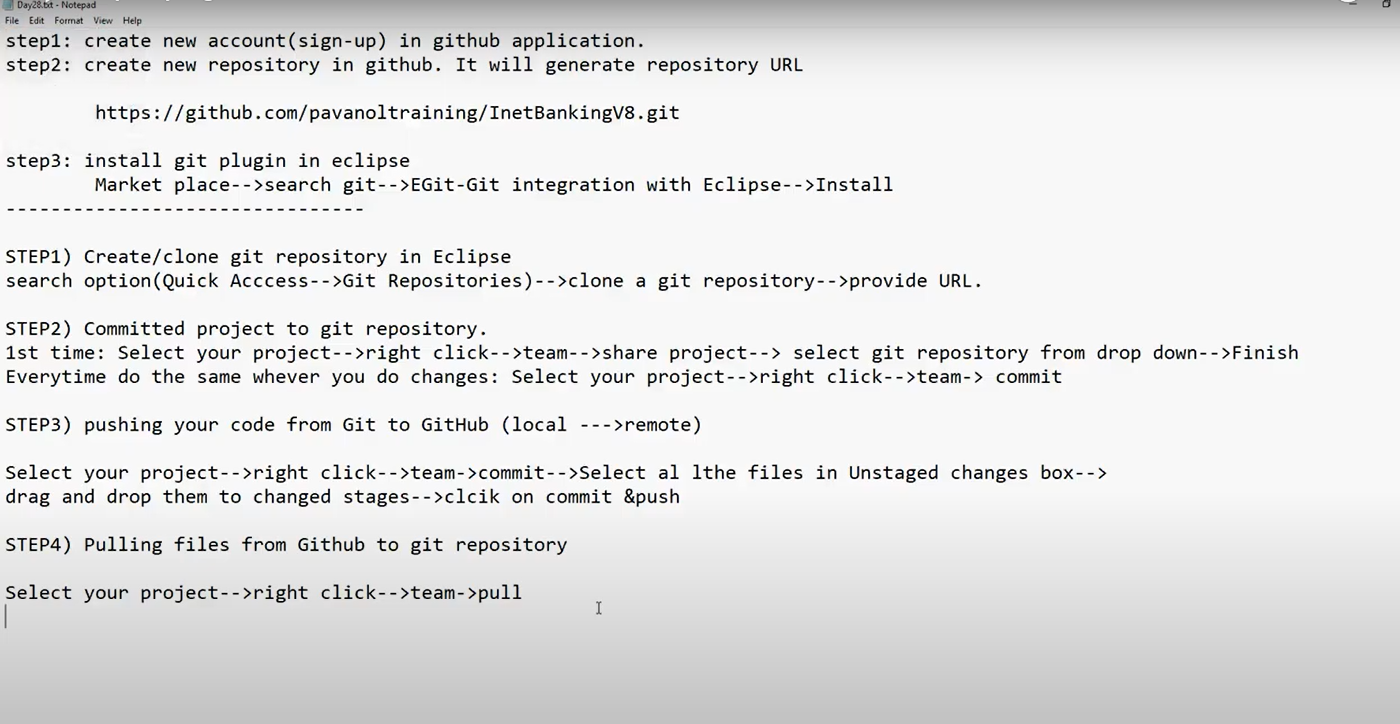 Day28.txt - Notepad
File Edit Format View Help
step1: create new account(sign-up) in github application.
step2: create new repository in github. It will generate repository URL
https://github.com/pavanoltraining/InetBankingV8.git
step3: install git plugin in eclipse
Market place-->search git-->EGit-Git integration with Eclipse-->Install
--------------------------------
STEP1) Create/clone git repository in Eclipse
search option(Quick Acccess-->Git Repositories)-->clone a git repository-->provide URL.
STEP2) Committed project to git repository.
1st time: Select your project-->right click-->team-->share project--> select git repository from drop down-->Finish
Everytime do the same whever you do changes: Select your project-->right click-->team-> commit
STEP3) pushing your code from Git to GitHub (local --->remote)
Select your project-->right click-->team->commit-->Select al lthe files in Unstaged changes box-->
drag and drop them to changed stages-->clcik on commit &push
STEP4) Pulling files from Github to git repository
Select your project-->right click-->team->pull